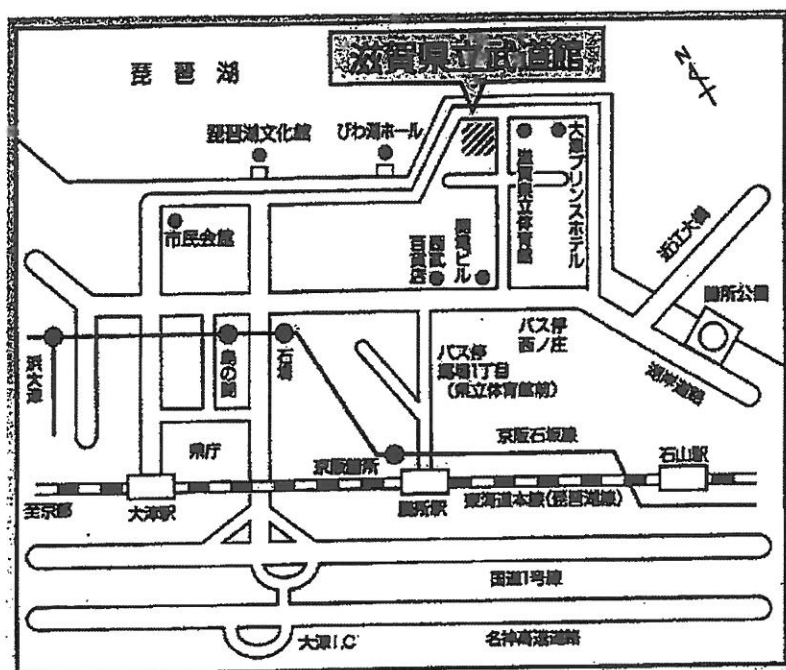 滋賀県立武道館
琵琶湖
N
琵琶湖文化館
びわ湖ホール
市民会館
滋賀県立体育館
大津プリンスホテル
西武
百貨店
近江大橋
膳所公園
湖岸道路
バス停
西ノ庄
バス停
馬場1丁目
(県立体育館前)
浜大津
島の関
石場
県庁
京阪膳所
京阪石坂線
石山駅
至京都
大津駅
膳所駅
東海道本線(琵琶湖線)
国道1号線
大津I.C
名神高速道路